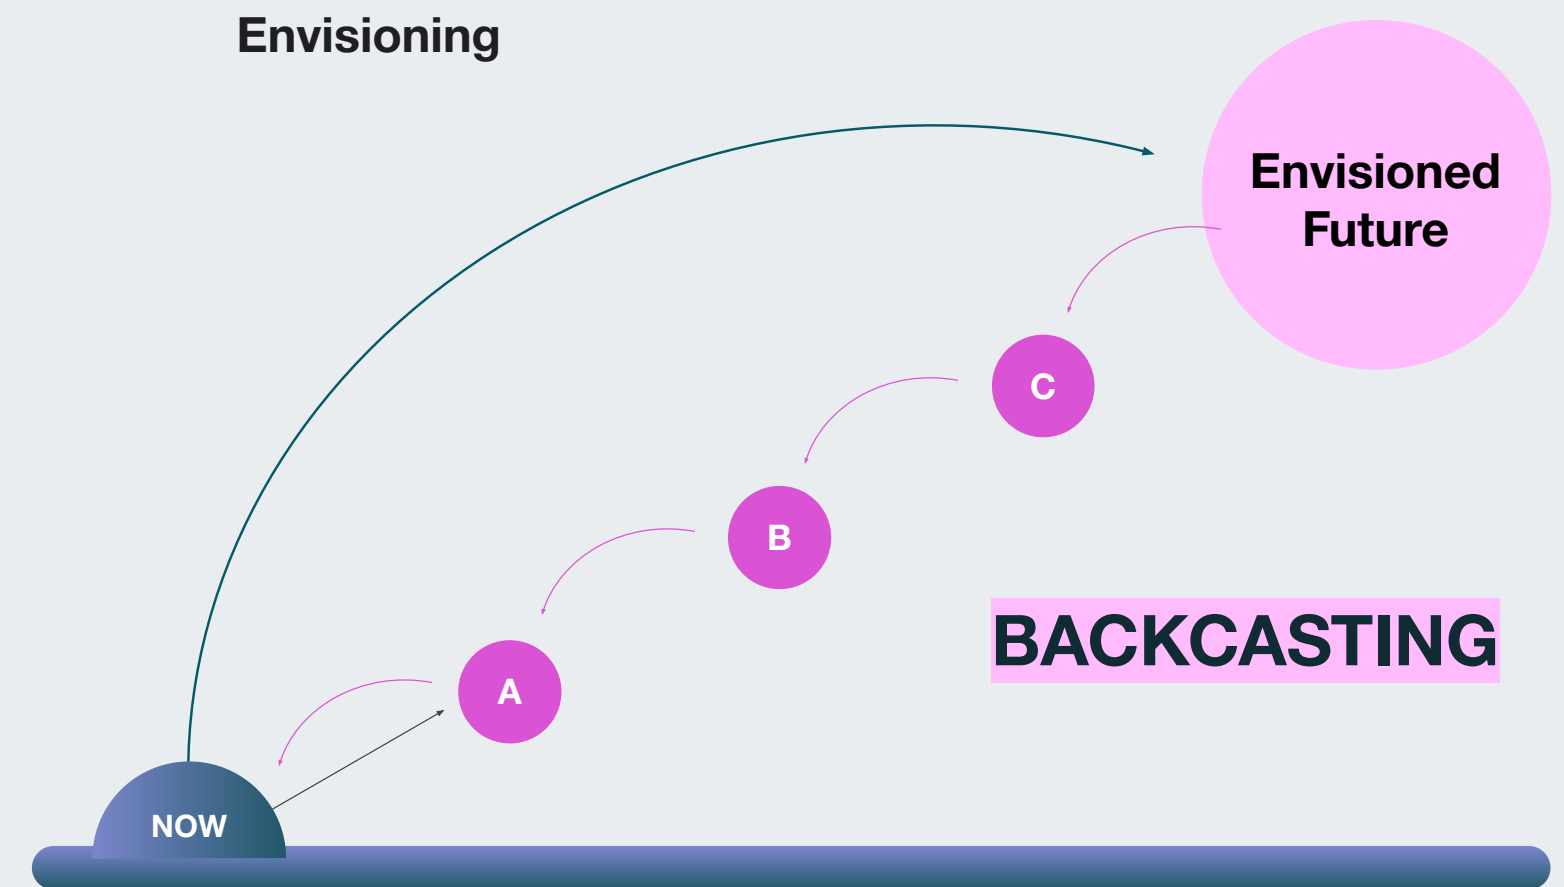 Envisioning
Envisioned
Future
C
B
BACKCASTING
A
NOW